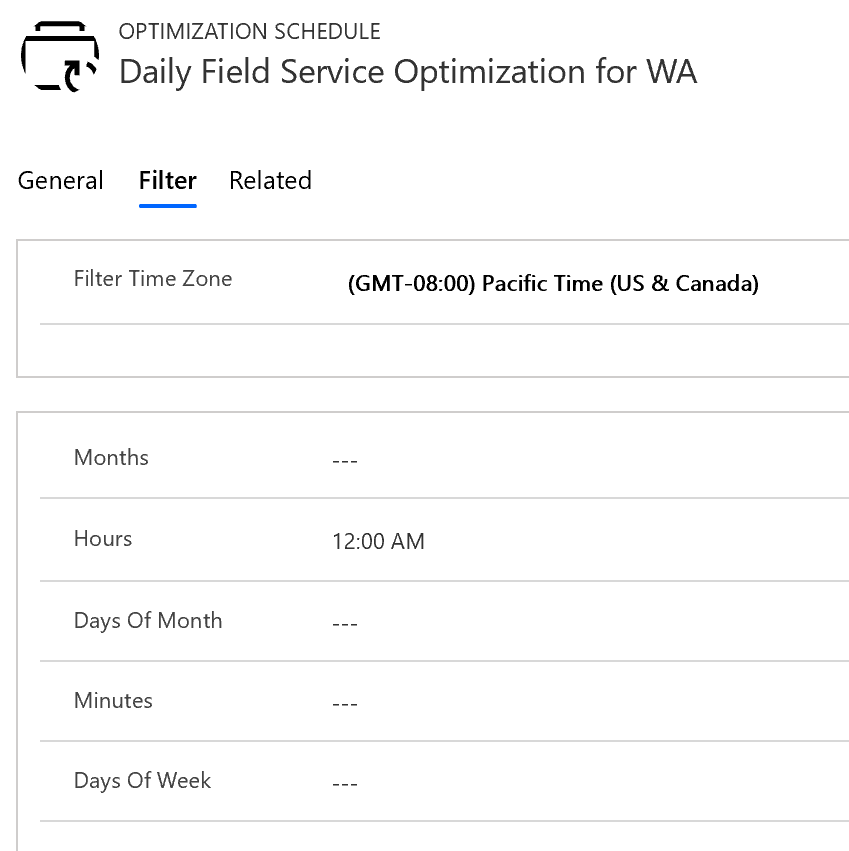 OPTIMIZATION SCHEDULE
Daily Field Service Optimization for WA
General Filter Related
Filter Time Zone (GMT-08:00) Pacific Time (US & Canada)
Months ---
Hours 12:00 AM
Days Of Month ---
Minutes ---
Days Of Week ---